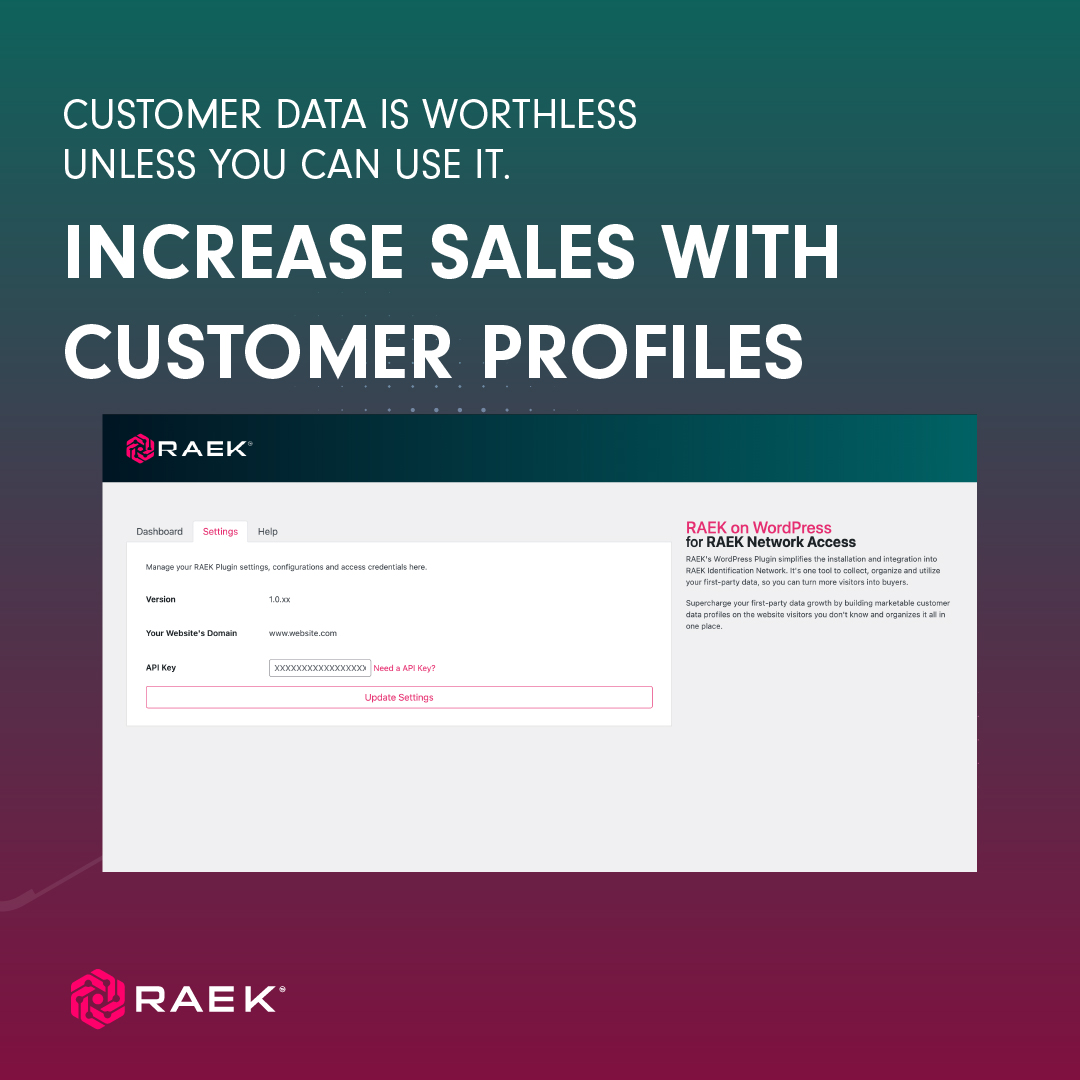 CUSTOMER DATA IS WORTHLESS
UNLESS YOU CAN USE IT.
INCREASE SALES WITH
CUSTOMER PROFILES
RAEK
Dashboard Settings Help
Manage your RAEK Plugin settings, configurations and access credentials here.
Version 1.0.xx
Your Website's Domain www.website.com
API Key XXXXXXXXXXXXXXXXX Need a API Key?
Update Settings
RAEK on WordPress
for RAEK Network Access
RAEK's WordPress Plugin simplifies the installation and integration into
RAEK Identification Network. It's one tool to collect, organize and utilize
your first-party data, so you can turn more visitors into buyers.
Supercharge your first-party data growth by building marketable customer
data profiles on the website visitors you don't know and organizes it all in
one place.
RAEK